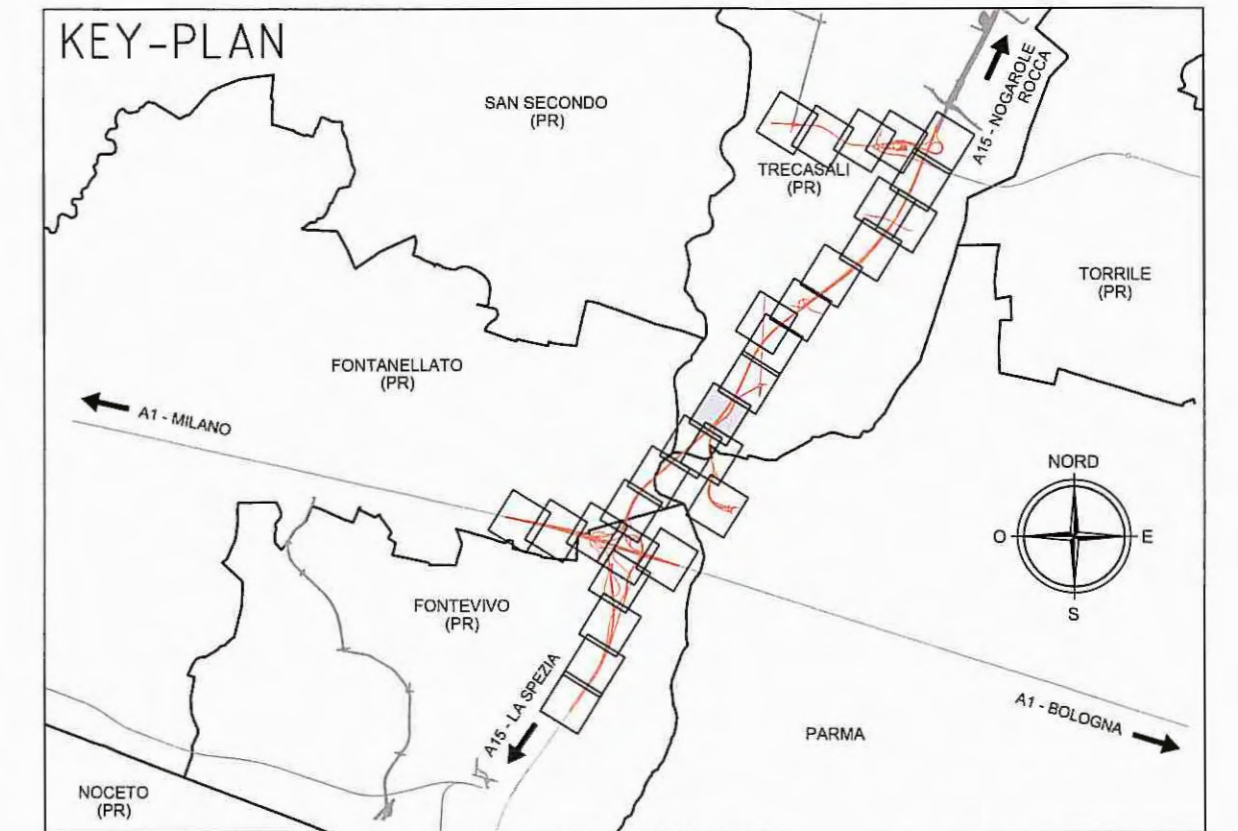 KEY-PLAN
SAN SECONDO
(PR)
A15 - NOGAROLE
ROCCA
TRECASALI
(PR)
TORRILE
(PR)
FONTANELLATO
(PR)
A1 - MILANO
NORD
O
E
S
FONTEVIVO
(PR)
A15 - LA SPEZIA
A1 - BOLOGNA
PARMA
NOCETO
(PR)